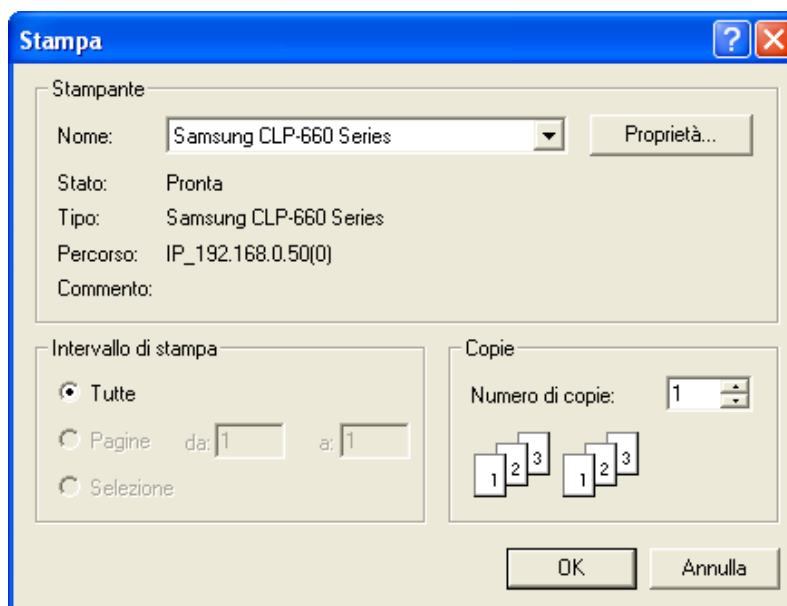 Stampa
Stampante
Nome: Samsung CLP-660 Series Proprietà...
Stato: Pronta
Tipo: Samsung CLP-660 Series
Percorso: IP_192.168.0.50(0)
Commento:
Intervallo di stampa
Tutte
Pagine da: 1 a: 1
Selezione
Copie
Numero di copie: 1
1 2 3 1 2 3
OK Annulla